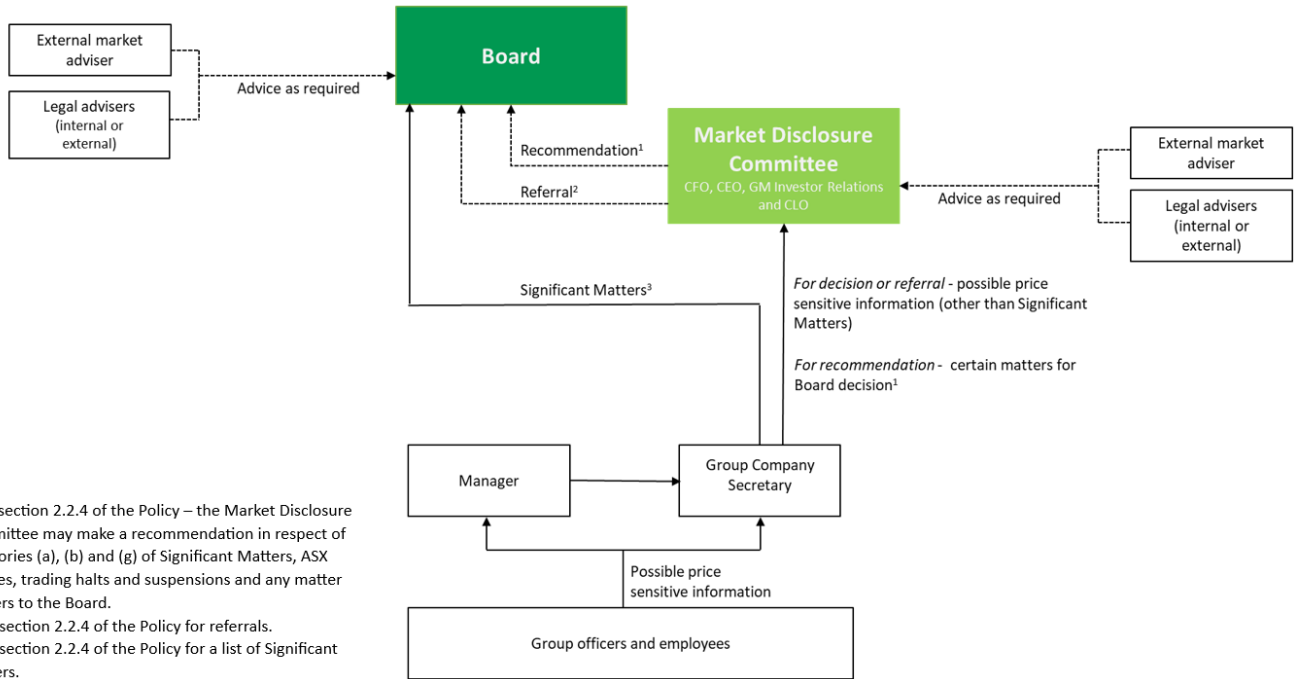 External market
adviser
Legal advisers
(internal or
external)
Advice as required
Board
Recommendation¹
Referral²
Market Disclosure
Committee
CFO, CEO, GM Investor Relations
and CLO
Advice as required
External market
adviser
Legal advisers
(internal or
external)
Significant Matters³
For decision or referral - possible price
sensitive information (other than Significant
Matters)
For recommendation - certain matters for
Board decision¹
Manager
Group Company
Secretary
Possible price
sensitive information
Group officers and employees
section 2.2.4 of the Policy – the Market Disclosure
may make a recommendation in respect of
(a), (b) and (g) of Significant Matters, ASX
trading halts and suspensions and any matter
to the Board.
section 2.2.4 of the Policy for referrals.
section 2.2.4 of the Policy for a list of Significant